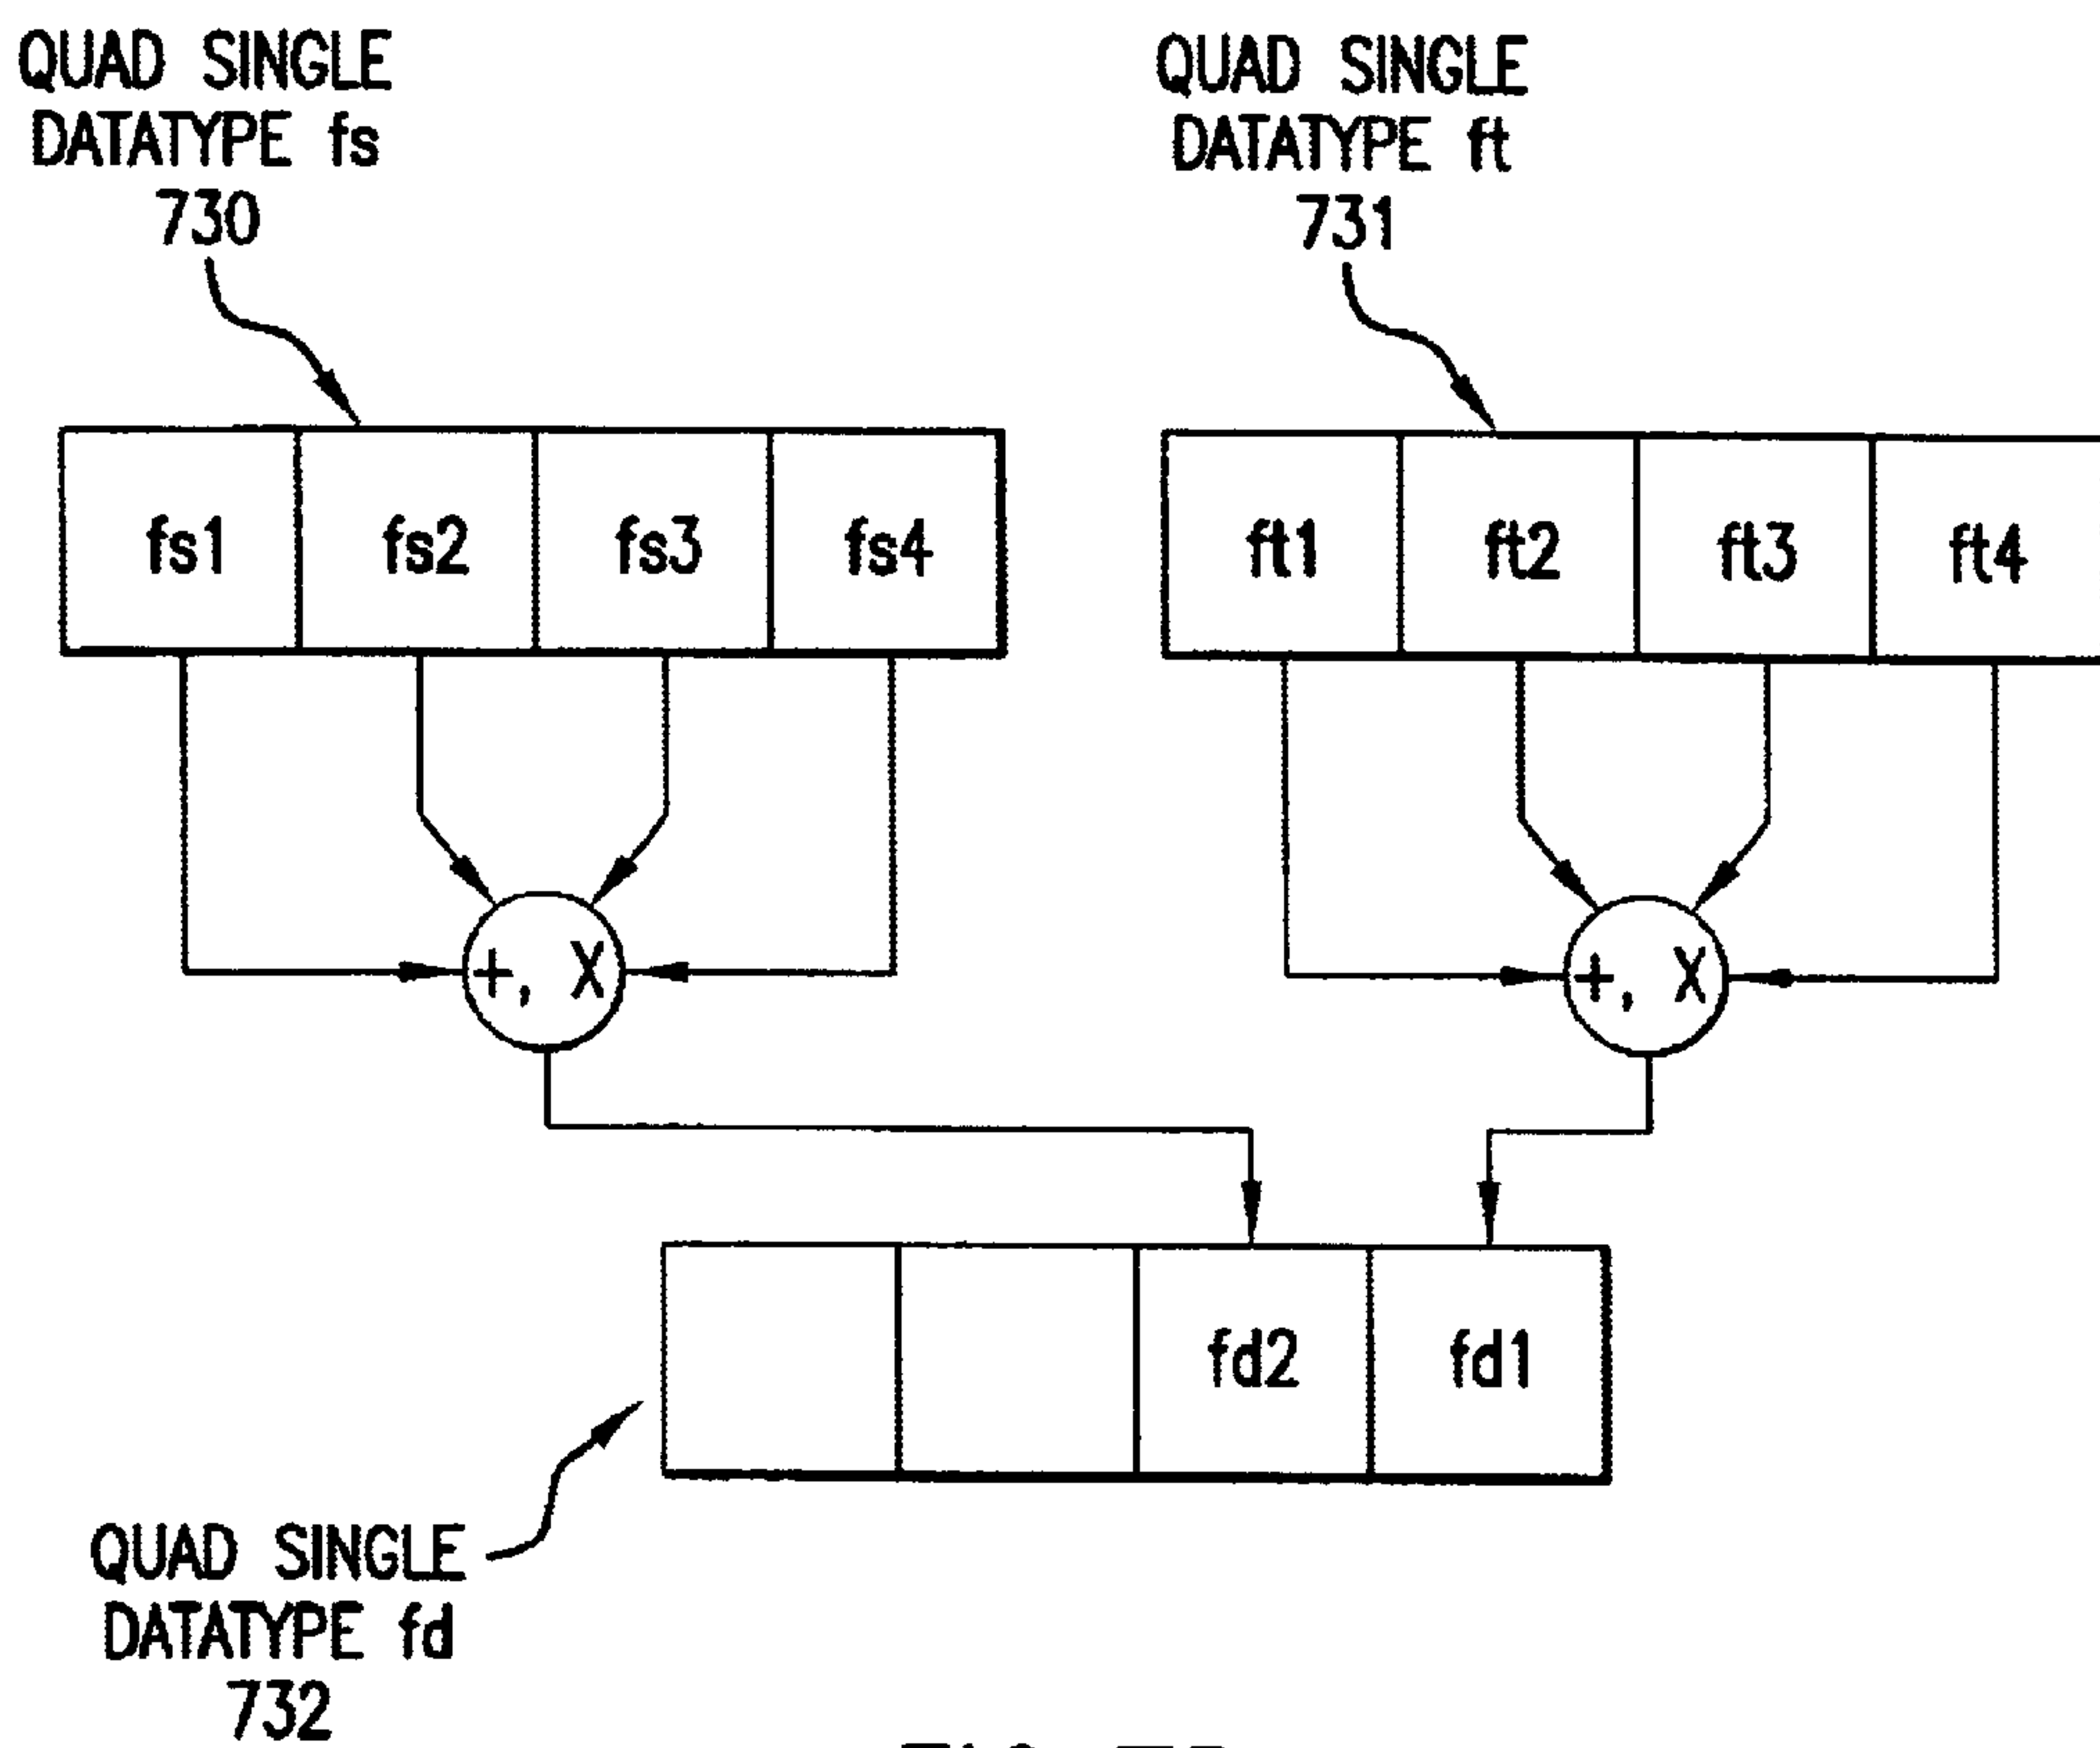 QUAD SINGLE
DATATYPE fs
730
QUAD SINGLE
DATATYPE ft
731
fs1 fs2 fs3 fs4
ft1 ft2 ft3 ft4
+, X
+, X
fd2 fd1
QUAD SINGLE
DATATYPE fd
732